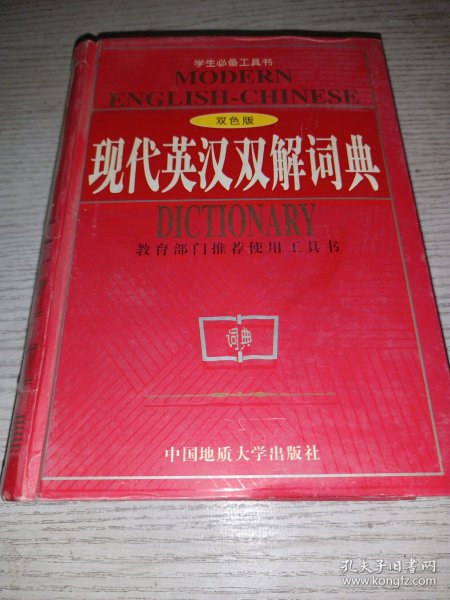 学生必备工具书
MODERN
ENGLISH-CHINESE
双色版
现代英汉双解词典
DICTIONARY
教育部门推荐使用工具书
词典
中国地质大学出版社
孔夫子旧书网
www.kongfz.com